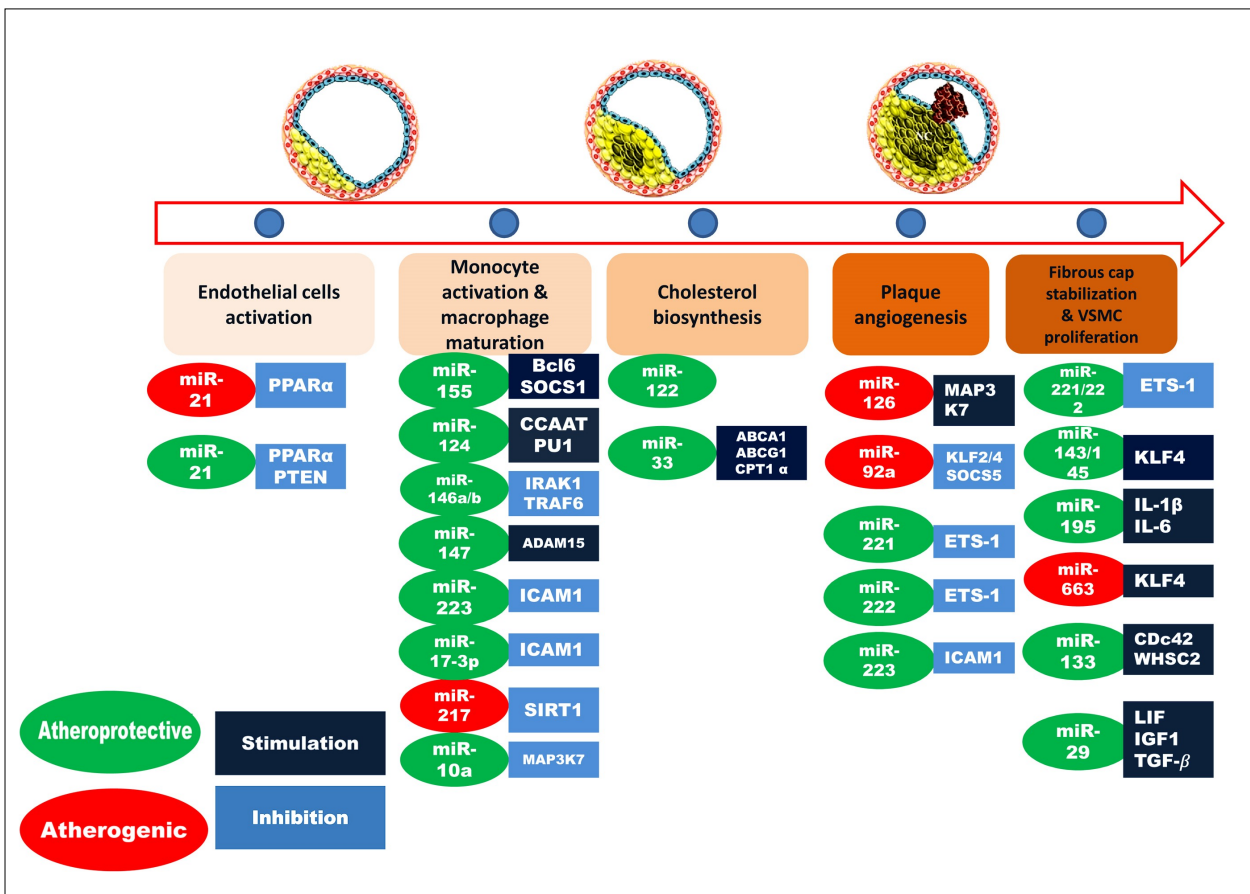 NC
Endothelial cells
activation
Monocyte
activation &
macrophage
maturation
Cholesterol
biosynthesis
Plaque
angiogenesis
Fibrous cap
stabilization
& VSMC
proliferation
miR-
21
PPARα
miR-
21
PPARα
PTEN
miR-
155
Bcl6
SOCS1
miR-
124
CCAAT
PU1
miR-
146a/b
IRAK1
TRAF6
miR-
147
ADAM15
miR-
223
ICAM1
miR-
17-3p
ICAM1
miR-
217
SIRT1
miR-
10a
MAP3K7
miR-
122
miR-
33
ABCA1
ABCG1
CPT1 α
miR-
126
MAP3
K7
miR-
92a
KLF2/4
SOCS5
miR-
221
ETS-1
miR-
222
ETS-1
miR-
223
ICAM1
miR-
221/22
2
ETS-1
miR-
143/1
45
KLF4
miR-
195
IL-1β
IL-6
miR-
663
KLF4
miR-
133
CDc42
WHSC2
miR-
29
LIF
IGF1
TGF-β
Atheroprotective
Stimulation
Atherogenic
Inhibition